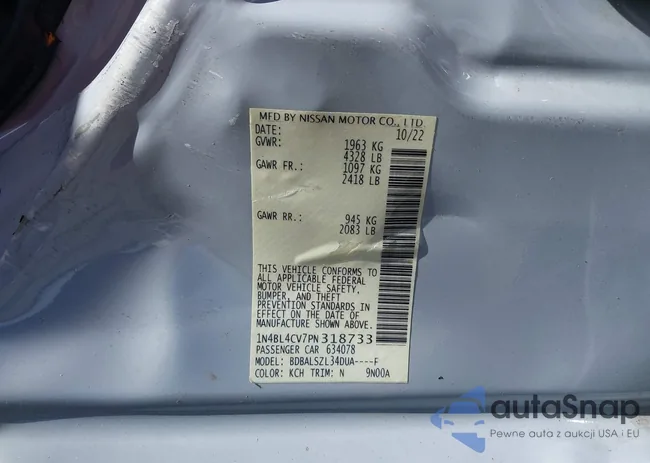 MFD BY NISSAN MOTOR CO., LTD.
DATE: 10/22
GVWR: 1963 KG
4328 LB
GAWR FR.: 1097 KG
2418 LB
GAWR RR.: 945 KG
2083 LB
THIS VEHICLE CONFORMS TO
ALL APPLICABLE FEDERAL
MOTOR VEHICLE SAFETY,
BUMPER, AND THEFT
PREVENTION STANDARDS IN
EFFECT ON THE DATE OF
MANUFACTURE SHOWN ABOVE.
1N4BL4CV7PN318733
PASSENGER CAR 634078
MODEL: BDBALSZL34DUA----F
COLOR: KCH TRIM: N 9N00A
autaSnap
Pewne auta z aukcji USA i EU